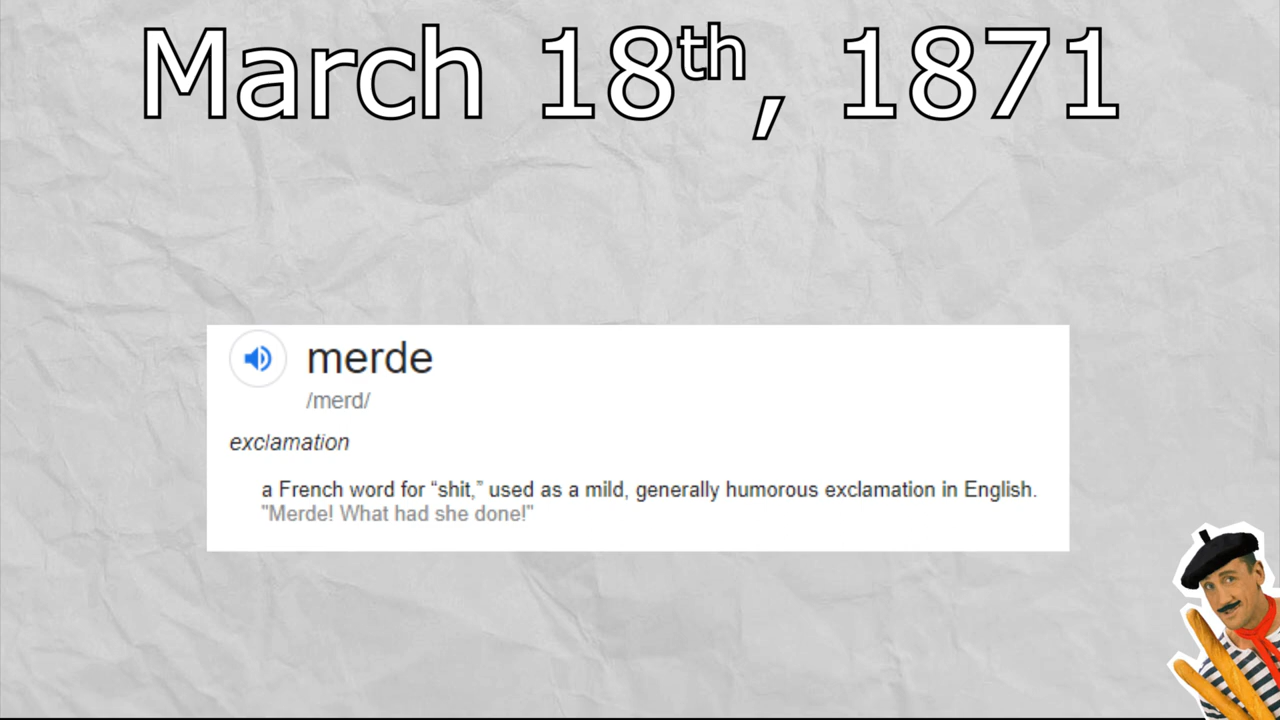 March 18th, 1871
merde
/merd/
exclamation
a French word for “shit,” used as a mild, generally humorous exclamation in English.
"Merde! What had she done!"